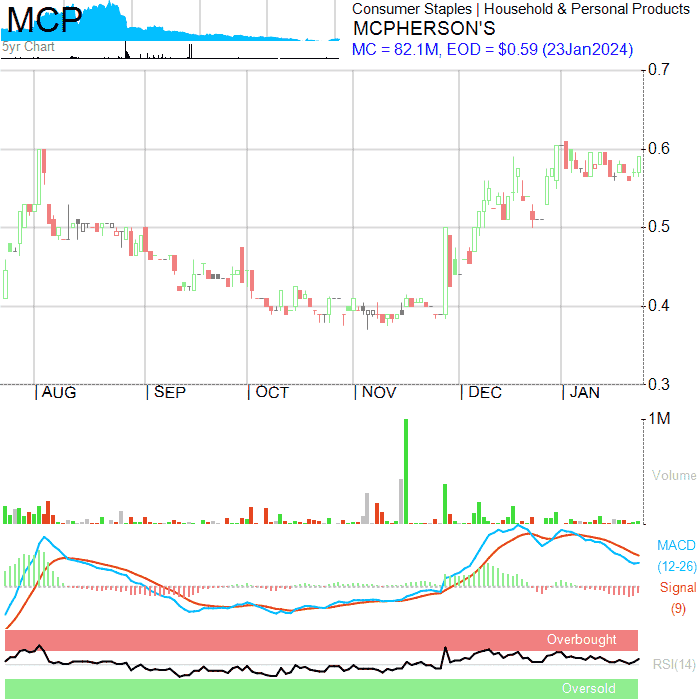 MCP
Consumer Staples | Household & Personal Products
MCPHERSON'S
5yr Chart
MC = 82.1M, EOD = $0.59 (23Jan2024)
0.7
0.6
0.5
0.4
0.3
| AUG | SEP | OCT | NOV | DEC | JAN
1M
Volume
MACD
(12-26)
Signal
(9)
Overbought
RSI(14)
Oversold